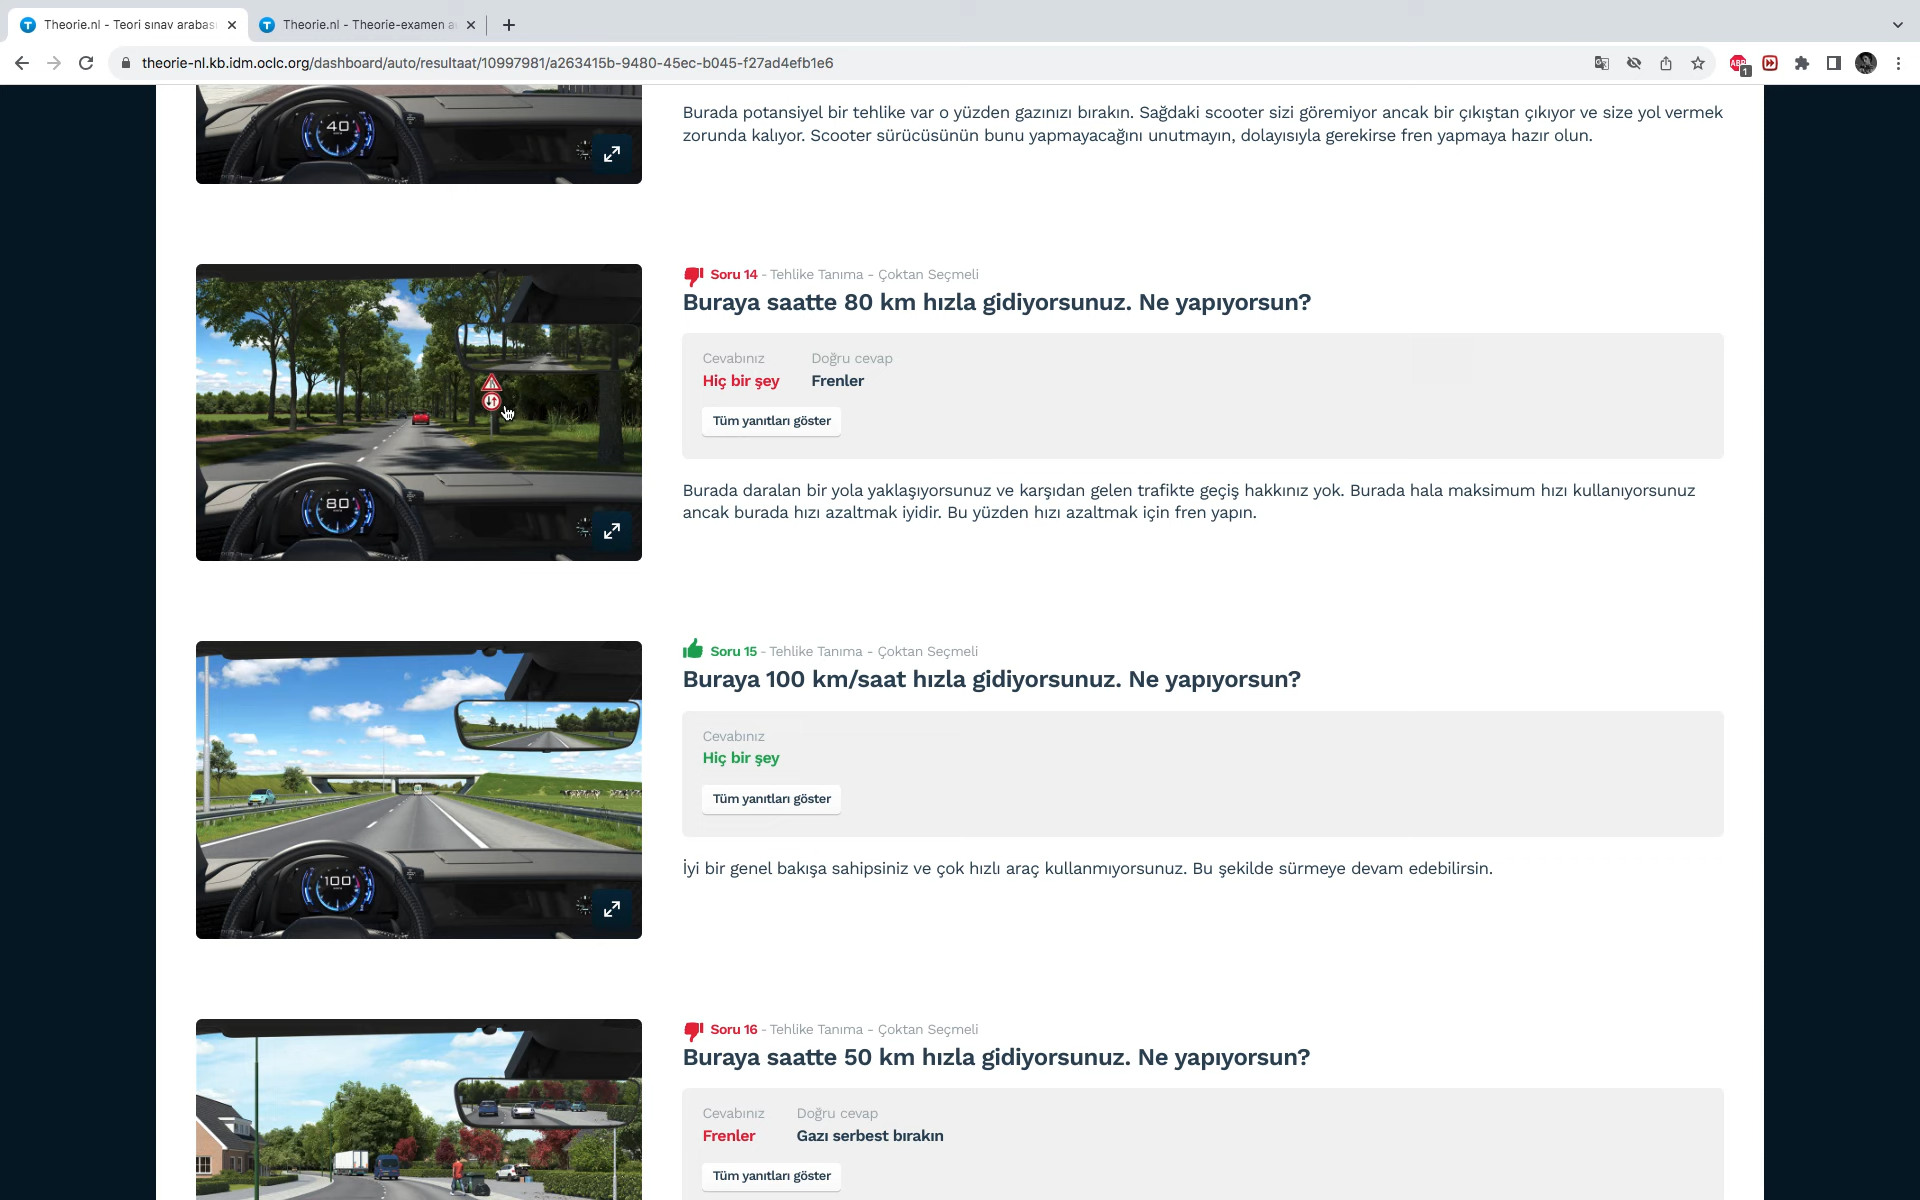 Theorie.nl - Teori sınav arabası
Theorie.nl - Theorie-examen a
theorie-nl.kb.idm.oclc.org/dashboard/auto/resultaat/10997981/a263415b-9480-45ec-b045-f27ad4efb1e6
ABP
1
40
Burada potansiyel bir tehlike var o yüzden gazınızı bırakın. Sağdaki scooter sizi göremiyor ancak bir çıkıştan çıkıyor ve size yol vermek
zorunda kalıyor. Scooter sürücüsünün bunu yapmayacağını unutmayın, dolayısıyla gerekirse fren yapmaya hazır olun.
Soru 14 - Tehlike Tanıma - Çoktan Seçmeli
Buraya saatte 80 km hızla gidiyorsunuz. Ne yapıyorsun?
Cevabınız Doğru cevap
Hiç bir şey Frenler
Tüm yanıtları göster
80
Burada daralan bir yola yaklaşıyorsunuz ve karşıdan gelen trafikte geçiş hakkınız yok. Burada hala maksimum hızı kullanıyorsunuz
ancak burada hızı azaltmak iyidir. Bu yüzden hızı azaltmak için fren yapın.
Soru 15 - Tehlike Tanıma - Çoktan Seçmeli
Buraya 100 km/saat hızla gidiyorsunuz. Ne yapıyorsun?
Cevabınız
Hiç bir şey
Tüm yanıtları göster
100
İyi bir genel bakışa sahipsiniz ve çok hızlı araç kullanmıyorsunuz. Bu şekilde sürmeye devam edebilirsin.
Soru 16 - Tehlike Tanıma - Çoktan Seçmeli
Buraya saatte 50 km hızla gidiyorsunuz. Ne yapıyorsun?
Cevabınız Doğru cevap
Frenler Gazı serbest bırakın
Tüm yanıtları göster